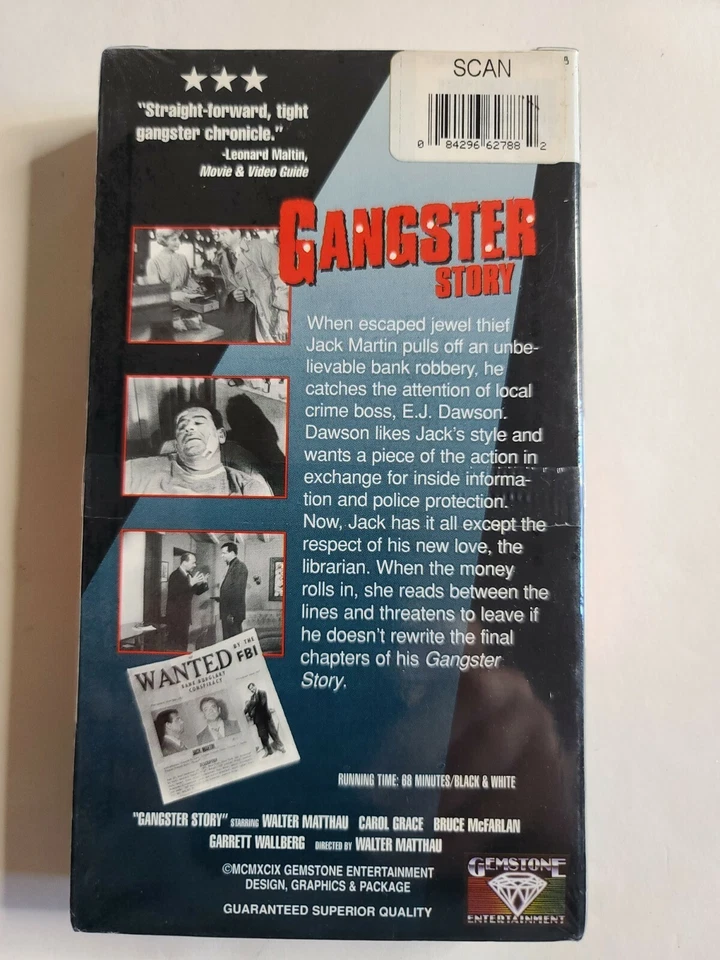 SCAN
0 84296 62788 2
"Straight-forward, tight
gangster chronicle."
-Leonard Maltin,
Movie & Video Guide
GANGSTER
STORY
When escaped jewel thief
Jack Martin pulls off an unbe-
lievable bank robbery, he
catches the attention of local
crime boss, E.J. Dawson.
Dawson likes Jack's style and
wants a piece of the action in
exchange for inside informa-
tion and police protection.
Now, Jack has it all except the
respect of his new love, the
librarian. When the money
rolls in, she reads between the
lines and threatens to leave if
he doesn't rewrite the final
chapters of his Gangster
Story.
WANTED BY THE FBI
BANK BURGLARY
CONSPIRACY
JACK MARTIN
RUNNING TIME: 68 MINUTES/BLACK & WHITE
"GANGSTER STORY" STARRING WALTER MATTHAU CAROL GRACE BRUCE McFARLAN
GARRETT WALLBERG DIRECTED BY WALTER MATTHAU
©MCMXCIX GEMSTONE ENTERTAINMENT
DESIGN, GRAPHICS & PACKAGE
GUARANTEED SUPERIOR QUALITY
GEMSTONE
ENTERTAINMENT